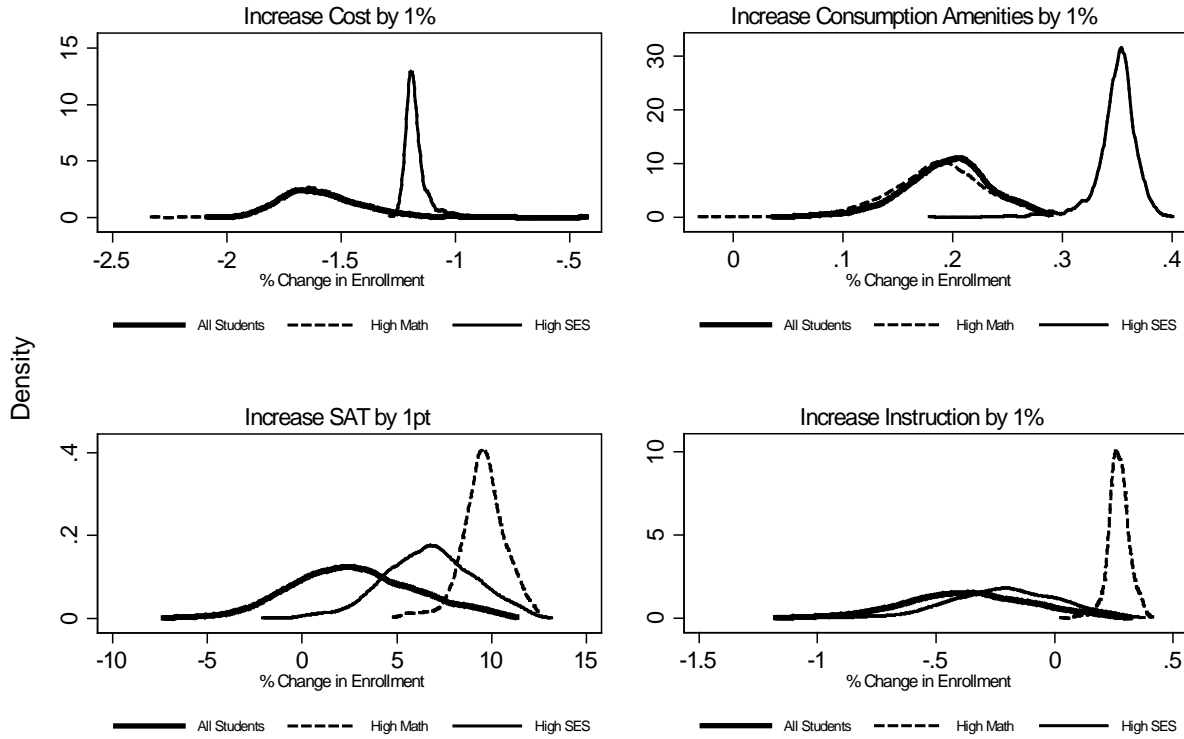 Increase Cost by 1%
15
10
5
0
-2.5
-2
-1.5
-1
-.5
% Change in Enrollment
All Students
High Math
High SES
Increase Consumption Amenities by 1%
30
20
10
0
0
.1
.2
.3
.4
% Change in Enrollment
All Students
High Math
High SES
Density
Increase SAT by 1pt
.4
.2
0
-10
-5
0
5
10
15
% Change in Enrollment
All Students
High Math
High SES
Increase Instruction by 1%
10
5
0
-1.5
-1
-.5
0
.5
% Change in Enrollment
All Students
High Math
High SES